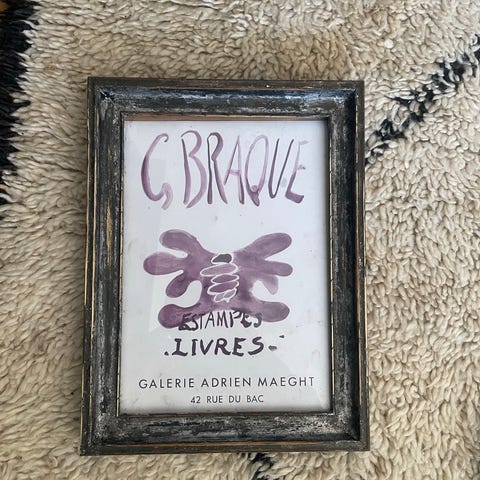 G, BRAQUE
ESTAMPES
.LIVRES-
GALERIE ADRIEN MAEGHT
42 RUE DU BAC